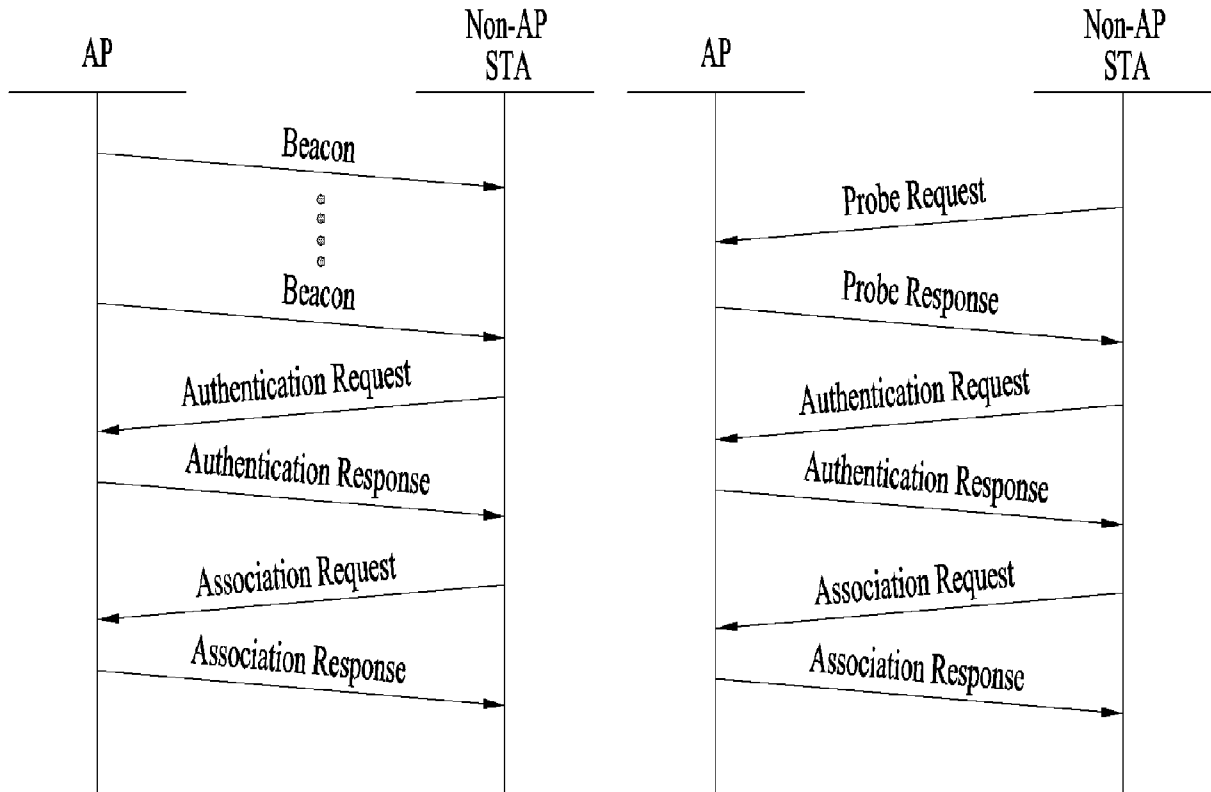 AP
Non-AP
STA
Beacon
Beacon
Authentication Request
Authentication Response
Association Request
Association Response
AP
Non-AP
STA
Probe Request
Probe Response
Authentication Request
Authentication Response
Association Request
Association Response